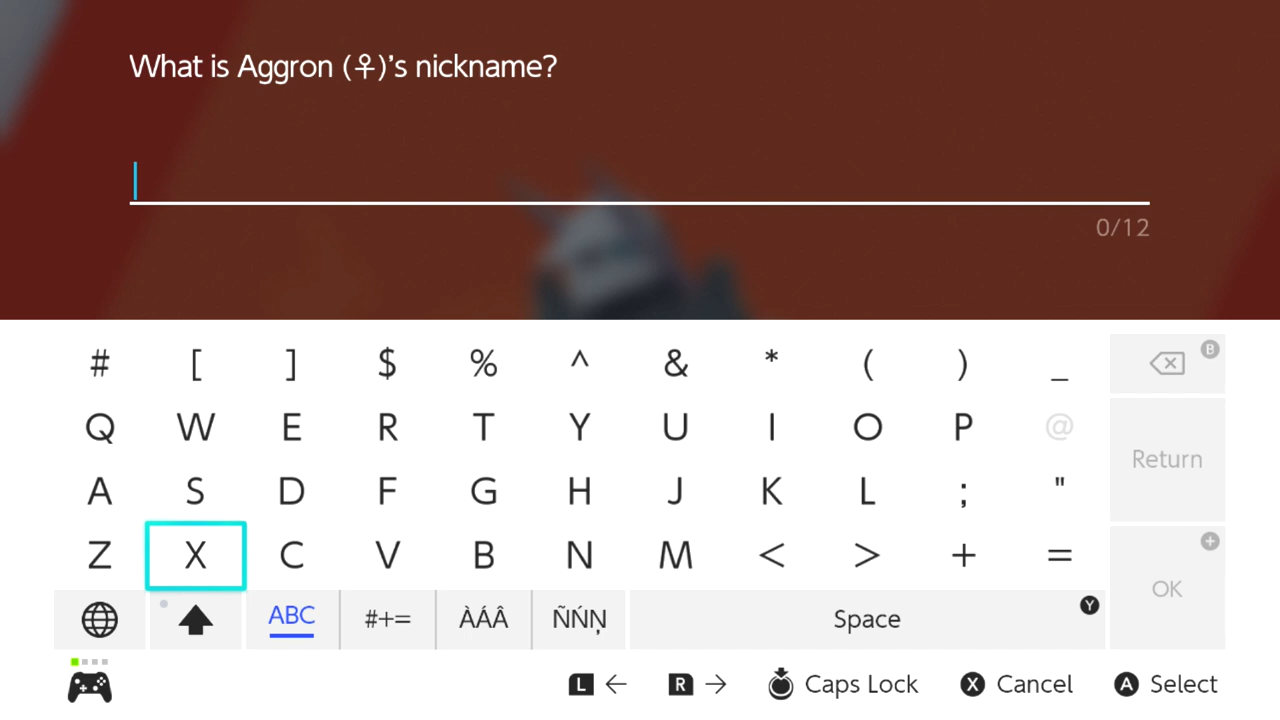 What is Aggron (♀)'s nickname?
0/12
# [ ] $ % ^ & * ( ) _ B
Q W E R T Y U I O P @
A S D F G H J K L ; "
Return
Z X C V B N M < > + =
OK
ABC #+= ÀÁÂ ÑŃŅ Space Y
L ← R → Caps Lock X Cancel A Select